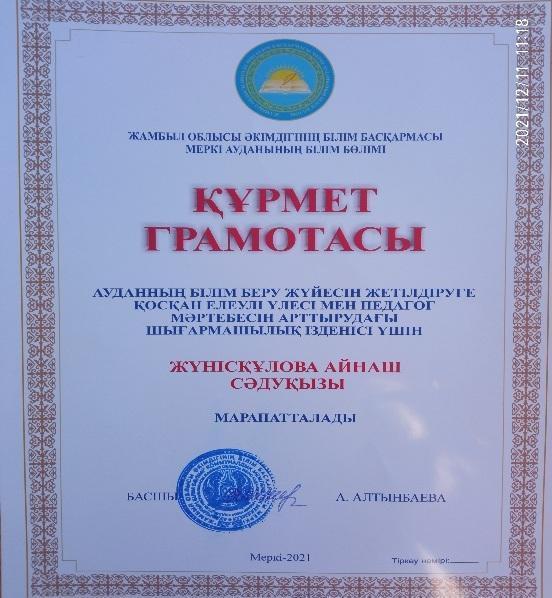 2021/12/11 11:18
ЖАМБЫЛ ОБЛЫСЫ ӘКІМДІГІНІҢ БІЛІМ БАСҚАРМАСЫ
МЕРКІ АУДАНЫНЫҢ БІЛІМ БӨЛІМІ
ҚҰРМЕТ
ГРАМОТАСЫ
АУДАННЫҢ БІЛІМ БЕРУ ЖҮЙЕСІН ЖЕТІЛДІРУГЕ
ҚОСҚАН ЕЛЕУЛІ ҮЛЕСІ МЕН ПЕДАГОГ
МӘРТЕБЕСІН АРТТЫРУДАҒЫ
ШЫҒАРМАШЫЛЫҚ ІЗДЕНІСІ ҮШІН
ЖҮНІСҚҰЛОВА АЙНАШ
СӘДУҚЫЗЫ
МАРАПАТТАЛАДЫ
БАСШЫ А. АЛТЫНБАЕВА
Меркі-2021
Тіркеу нөмірі: